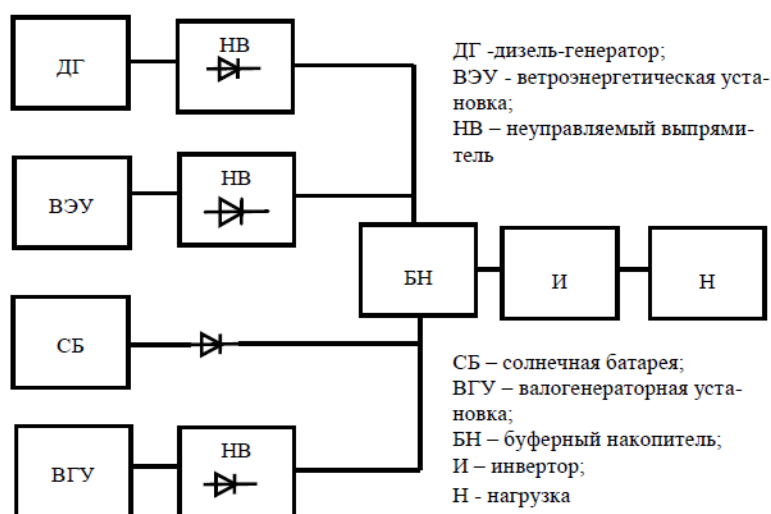 ДГ
НВ
ДГ -дизель-генератор;
ВЭУ - ветроэнергетическая уста-
новка;
НВ – неуправляемый выпрями-
тель
ВЭУ
НВ
БН
И
Н
СБ
СБ – солнечная батарея;
ВГУ – валогенераторная уста-
новка;
БН – буферный накопитель;
И – инвертор;
Н - нагрузка
ВГУ
НВ